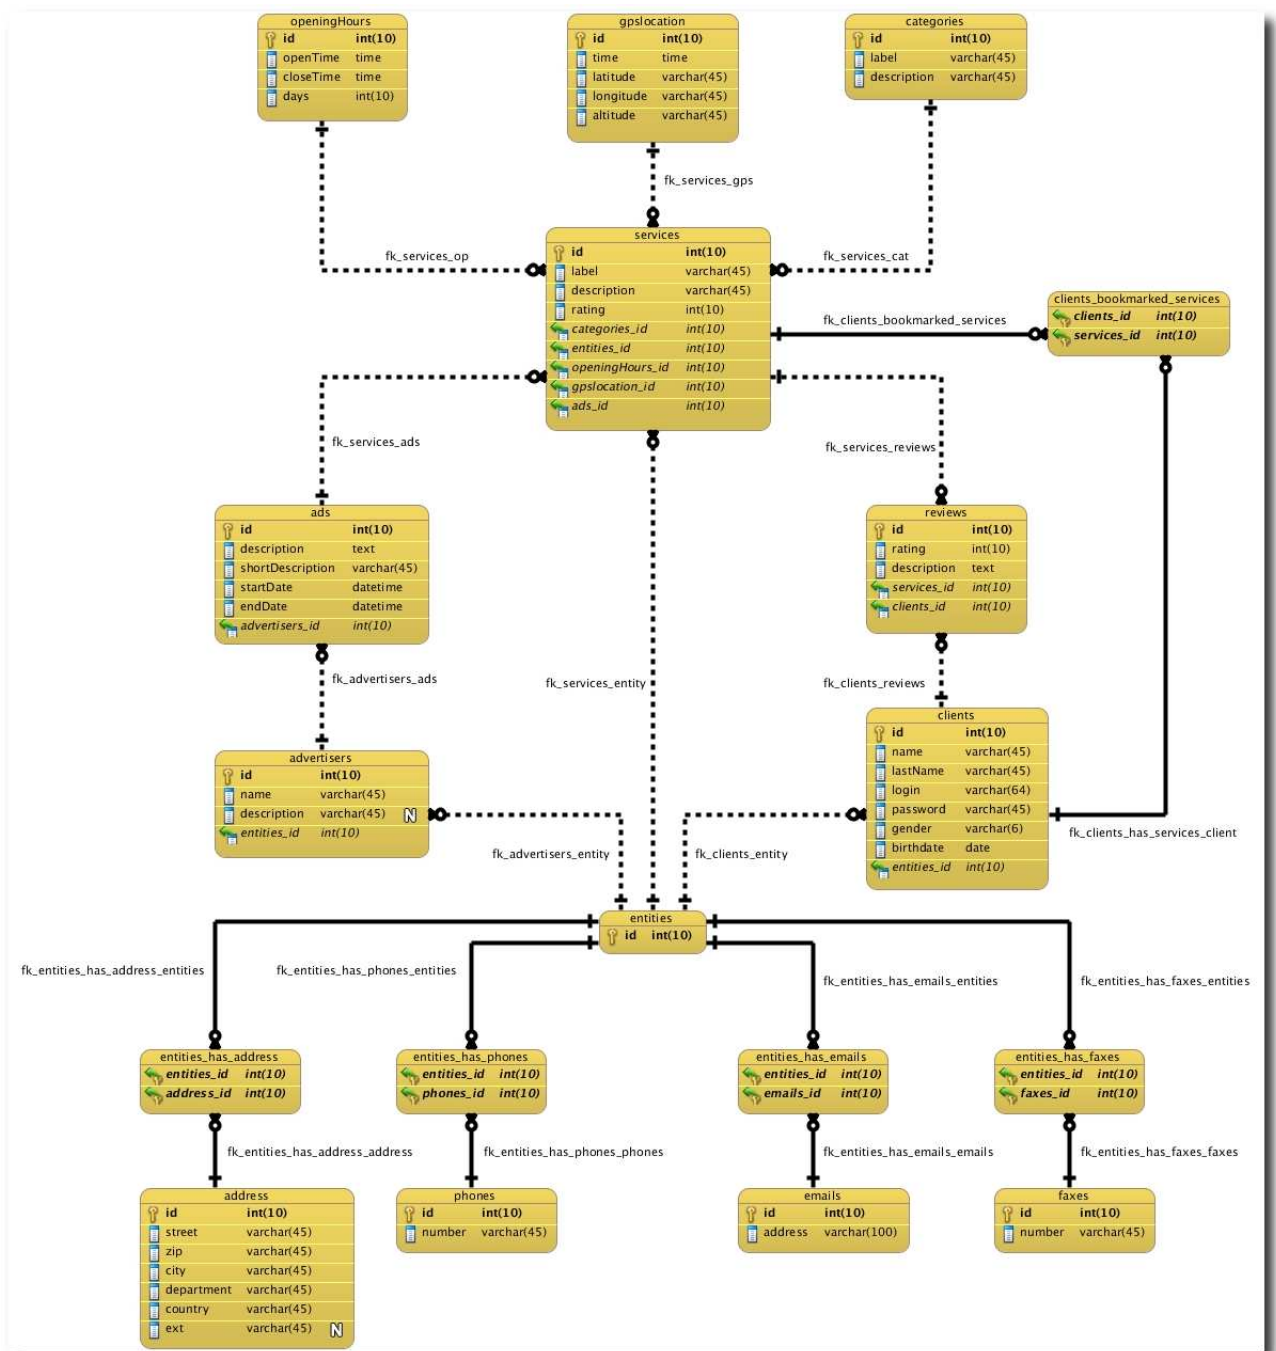 openingHours
id int(10)
openTime time
closeTime time
days int(10)
gpslocation
id int(10)
time time
latitude varchar(45)
longitude varchar(45)
altitude varchar(45)
categories
id int(10)
label varchar(45)
description varchar(45)
fk_services_gps
fk_services_op
fk_services_cat
services
id int(10)
label varchar(45)
description varchar(45)
rating int(10)
categories_id int(10)
entities_id int(10)
openingHours_id int(10)
gpslocation_id int(10)
ads_id int(10)
fk_clients_bookmarked_services
clients_bookmarked_services
clients_id int(10)
services_id int(10)
fk_services_ads
fk_services_reviews
ads
id int(10)
description text
shortDescription varchar(45)
startDate datetime
endDate datetime
advertisers_id int(10)
reviews
id int(10)
rating int(10)
description text
services_id int(10)
clients_id int(10)
fk_advertisers_ads
fk_services_entity
fk_clients_reviews
advertisers
id int(10)
name varchar(45)
description varchar(45) N
entities_id int(10)
clients
id int(10)
name varchar(45)
lastName varchar(45)
login varchar(64)
password varchar(45)
gender varchar(6)
birthdate date
entities_id int(10)
fk_clients_has_services_client
fk_advertisers_entity
fk_clients_entity
entities
id int(10)
fk_entities_has_address_entities
fk_entities_has_phones_entities
fk_entities_has_emails_entities
fk_entities_has_faxes_entities
entities_has_address
entities_id int(10)
address_id int(10)
entities_has_phones
entities_id int(10)
phones_id int(10)
entities_has_emails
entities_id int(10)
emails_id int(10)
entities_has_faxes
entities_id int(10)
faxes_id int(10)
fk_entities_has_address_address
fk_entities_has_phones_phones
fk_entities_has_emails_emails
fk_entities_has_faxes_faxes
address
id int(10)
street varchar(45)
zip varchar(45)
city varchar(45)
department varchar(45)
country varchar(45)
ext varchar(45) N
phones
id int(10)
number varchar(45)
emails
id int(10)
address varchar(100)
faxes
id int(10)
number varchar(45)